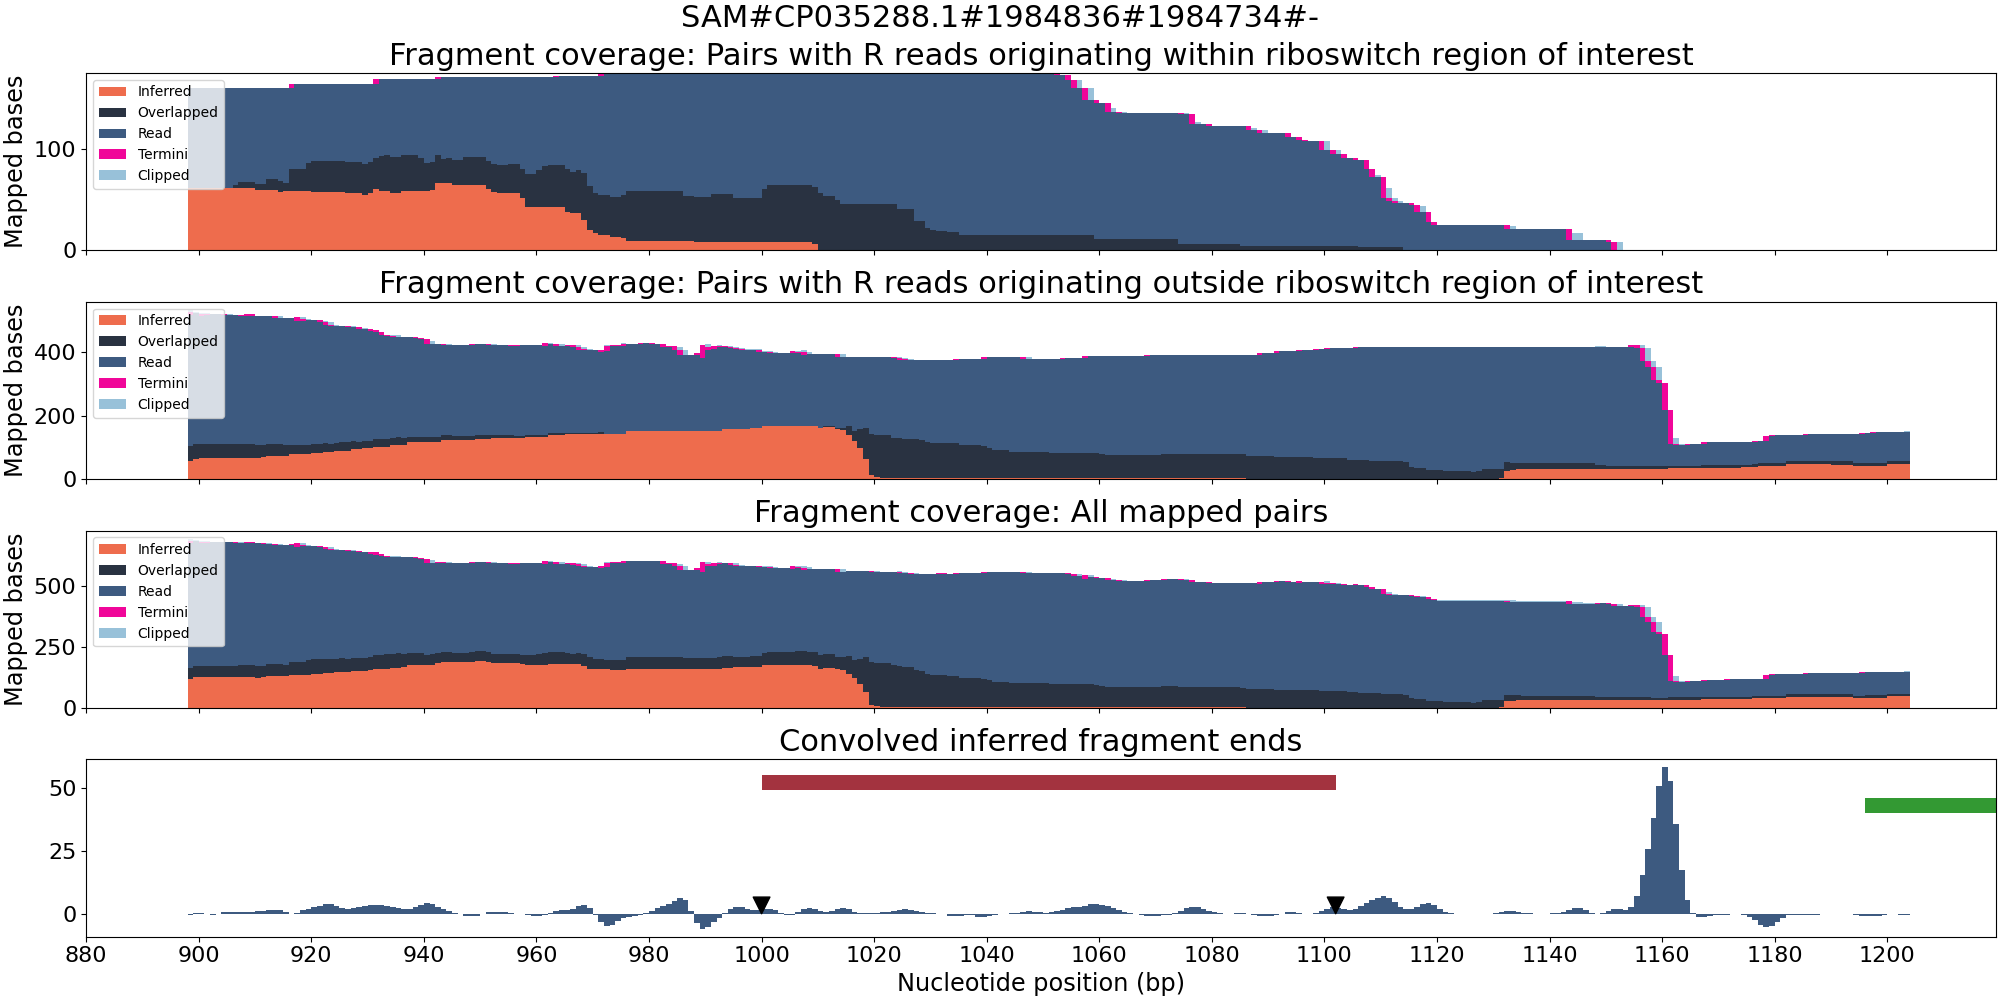 SAM#CP035288.1#1984836#1984734#-
Fragment coverage: Pairs with R reads originating within riboswitch region of interest
Mapped bases
100
0
Inferred
Overlapped
Read
Termini
Clipped
Fragment coverage: Pairs with R reads originating outside riboswitch region of interest
Mapped bases
400
200
0
Inferred
Overlapped
Read
Termini
Clipped
Fragment coverage: All mapped pairs
Mapped bases
500
250
0
Inferred
Overlapped
Read
Termini
Clipped
Convolved inferred fragment ends
50
25
0
880 900 920 940 960 980 1000 1020 1040 1060 1080 1100 1120 1140 1160 1180 1200
Nucleotide position (bp)